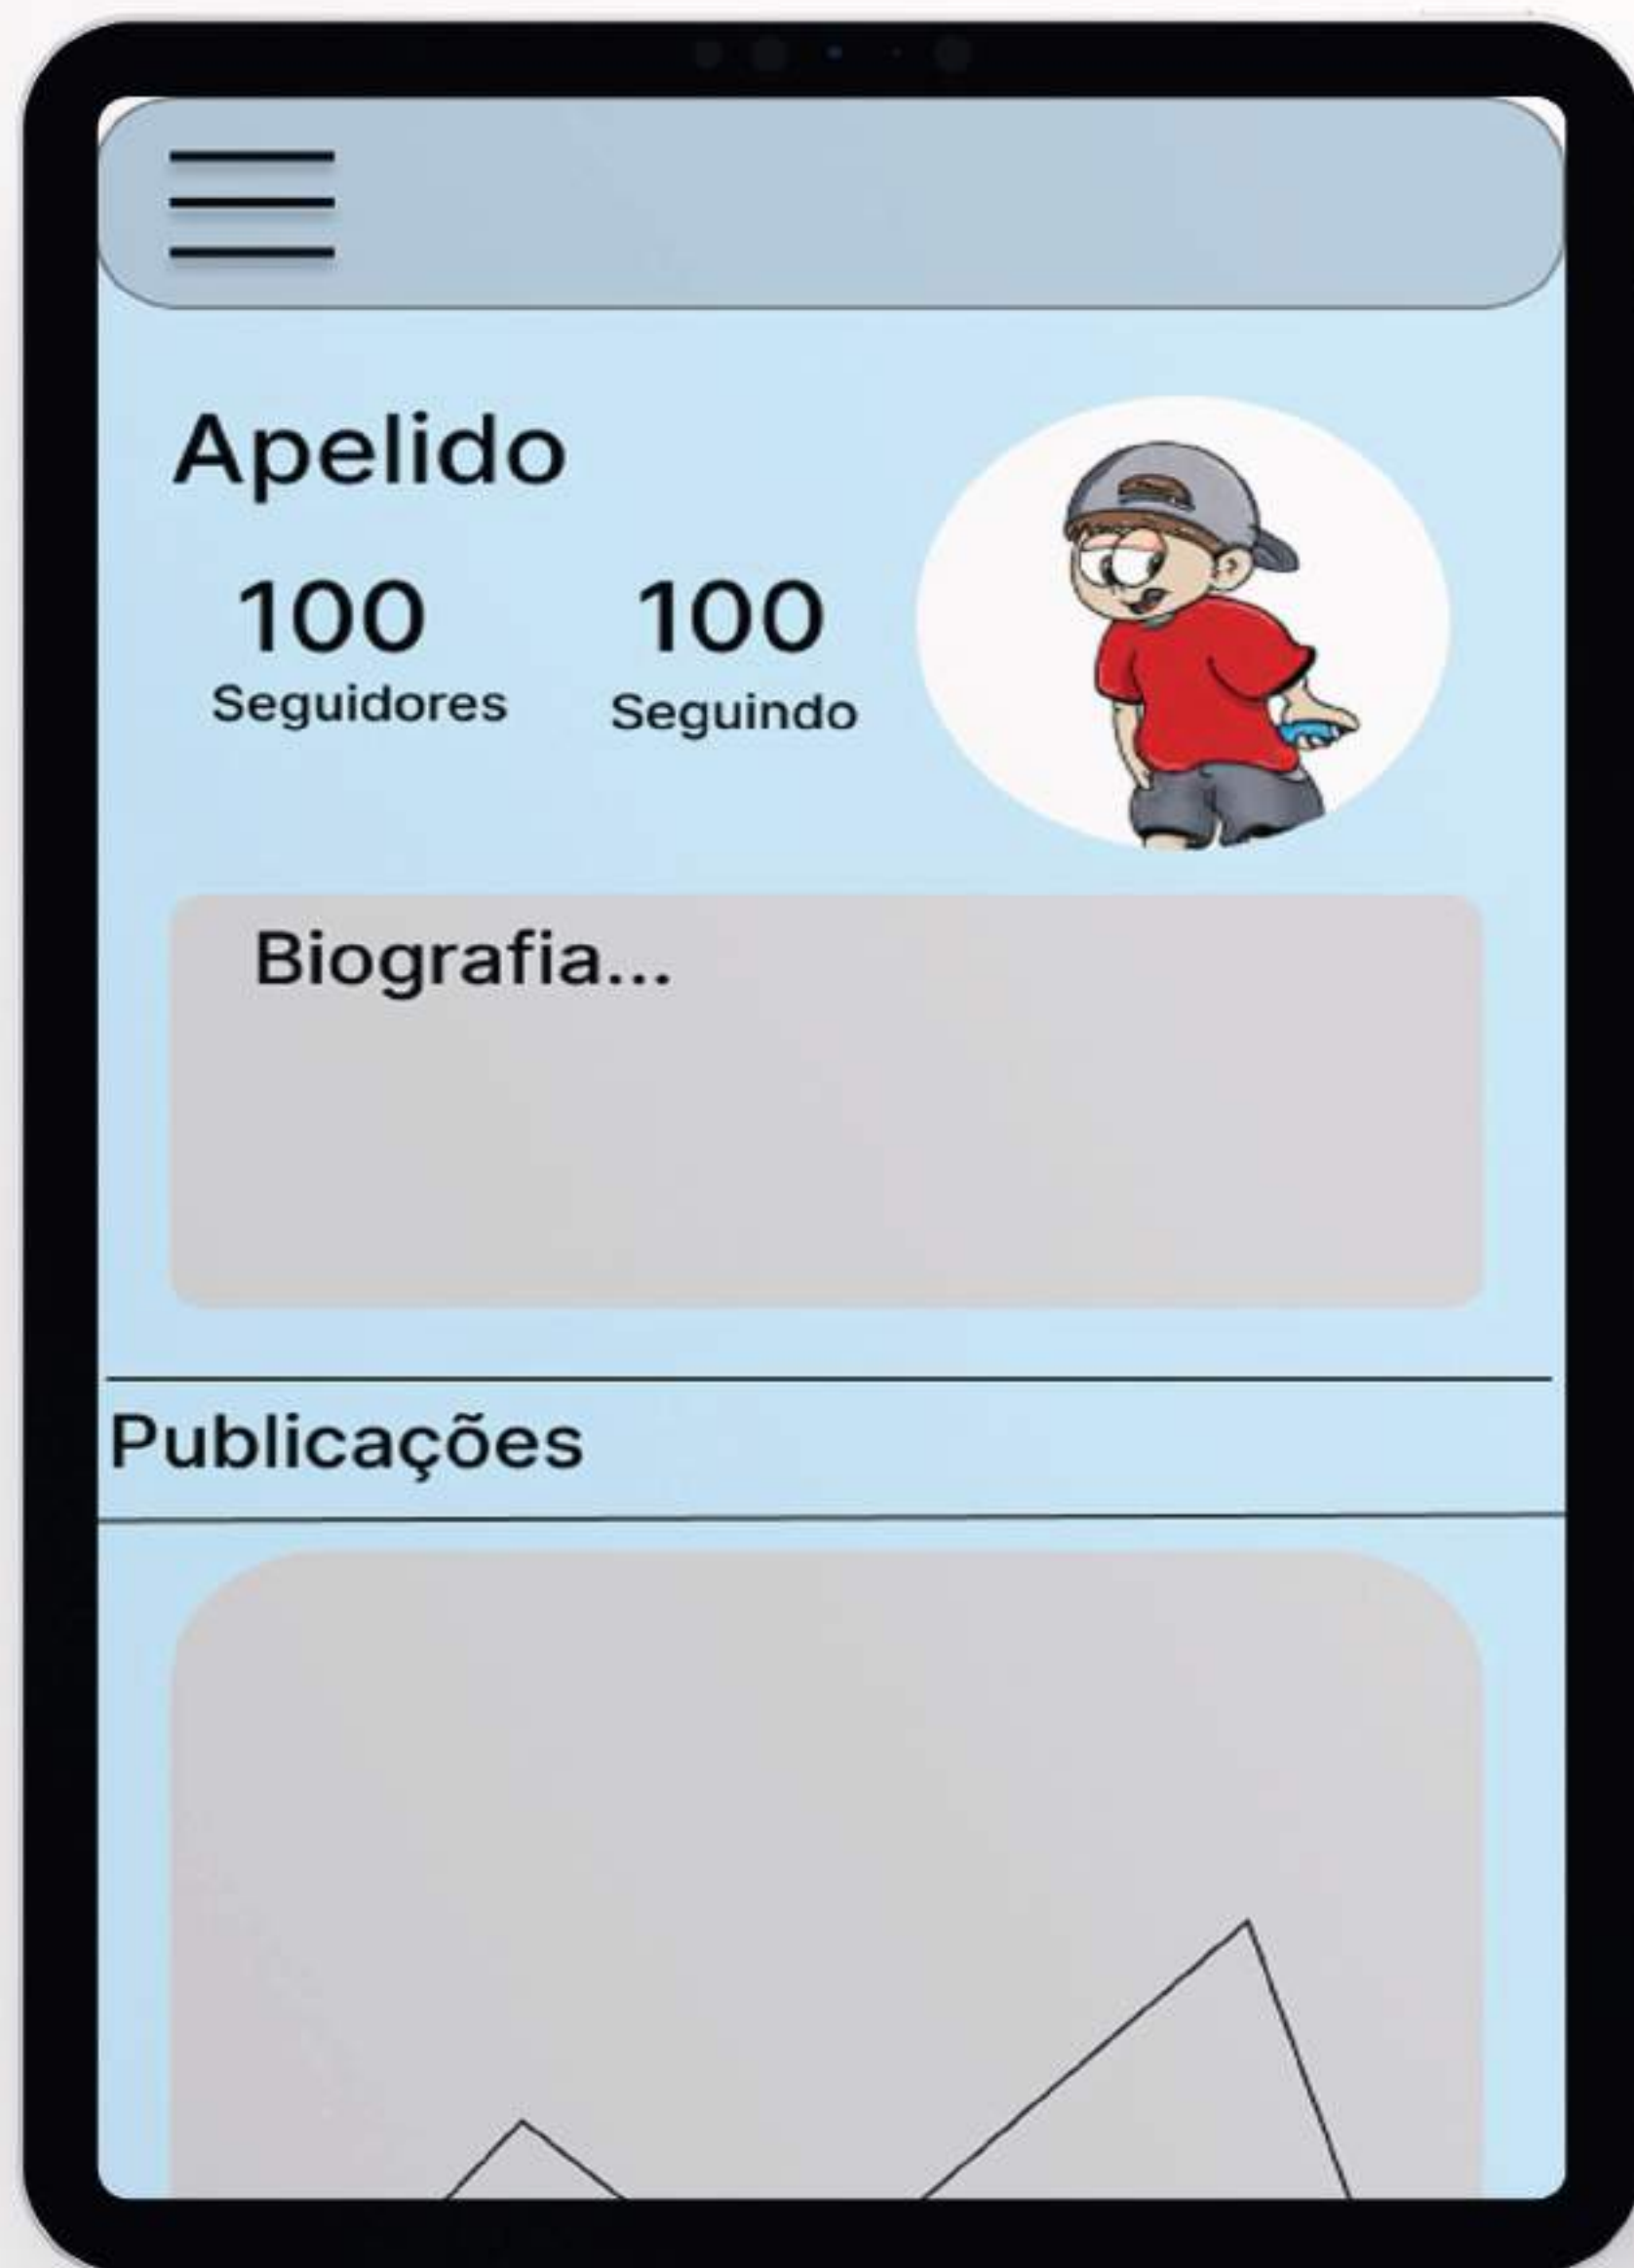 Apelido
100 100
Seguidores Seguindo
Biografia...
Publicações